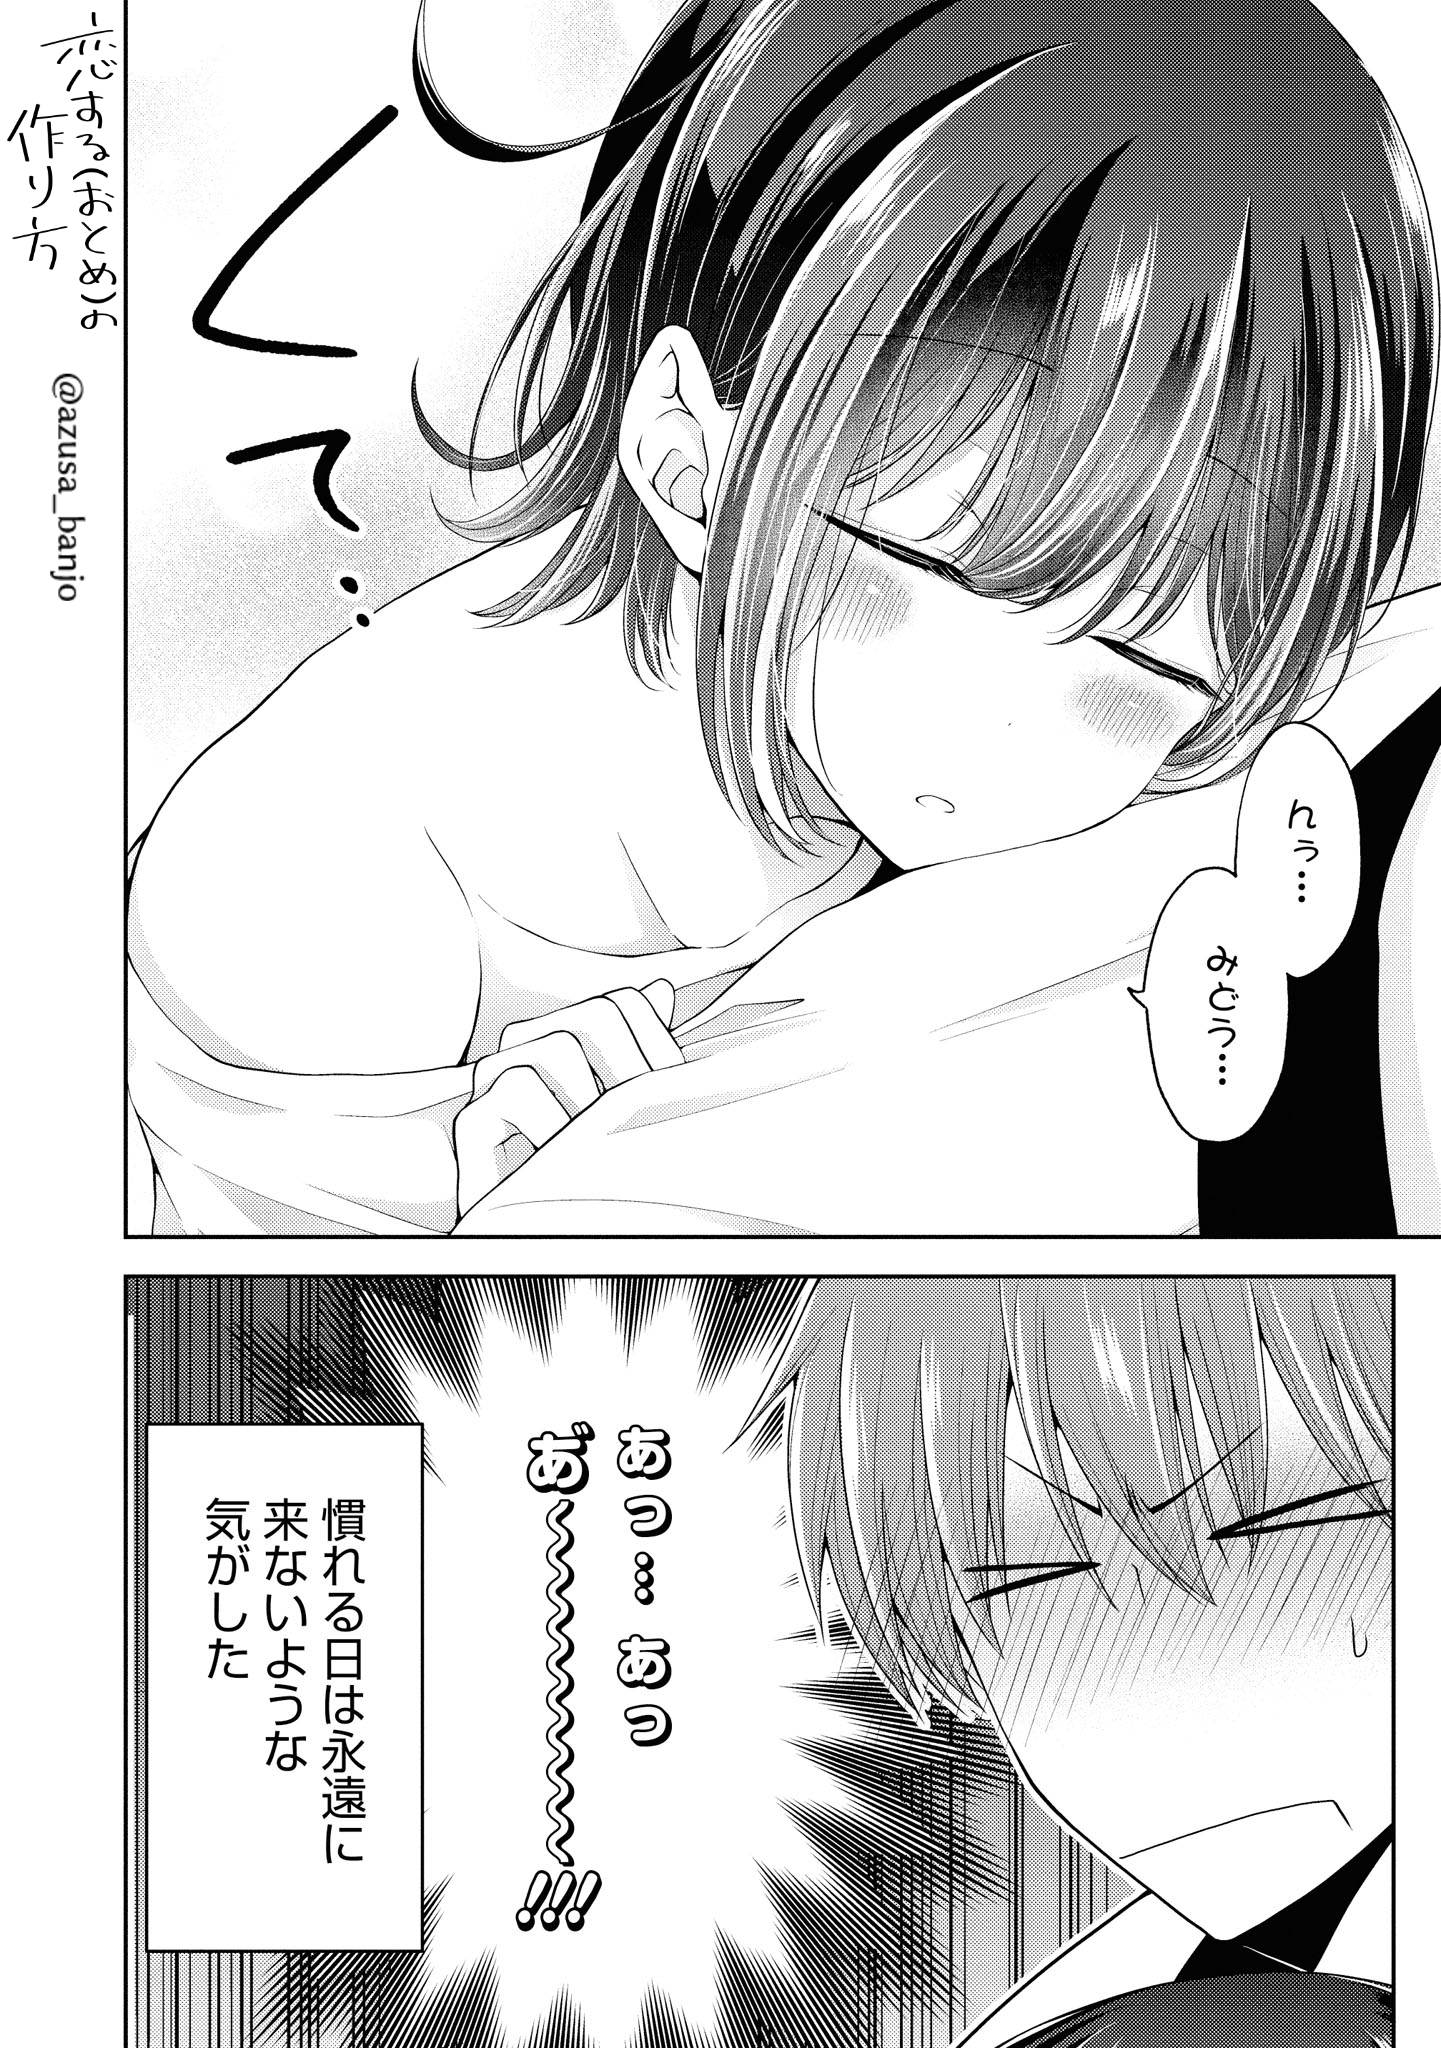 恋する(おとめ)の
作り方
@azusa_banjo
んぅ…
みどう…
くぅ…
あっ…あっ
あ゛〜〜〜〜〜〜!!!
慣れる日は永遠に
来ないような
気がした